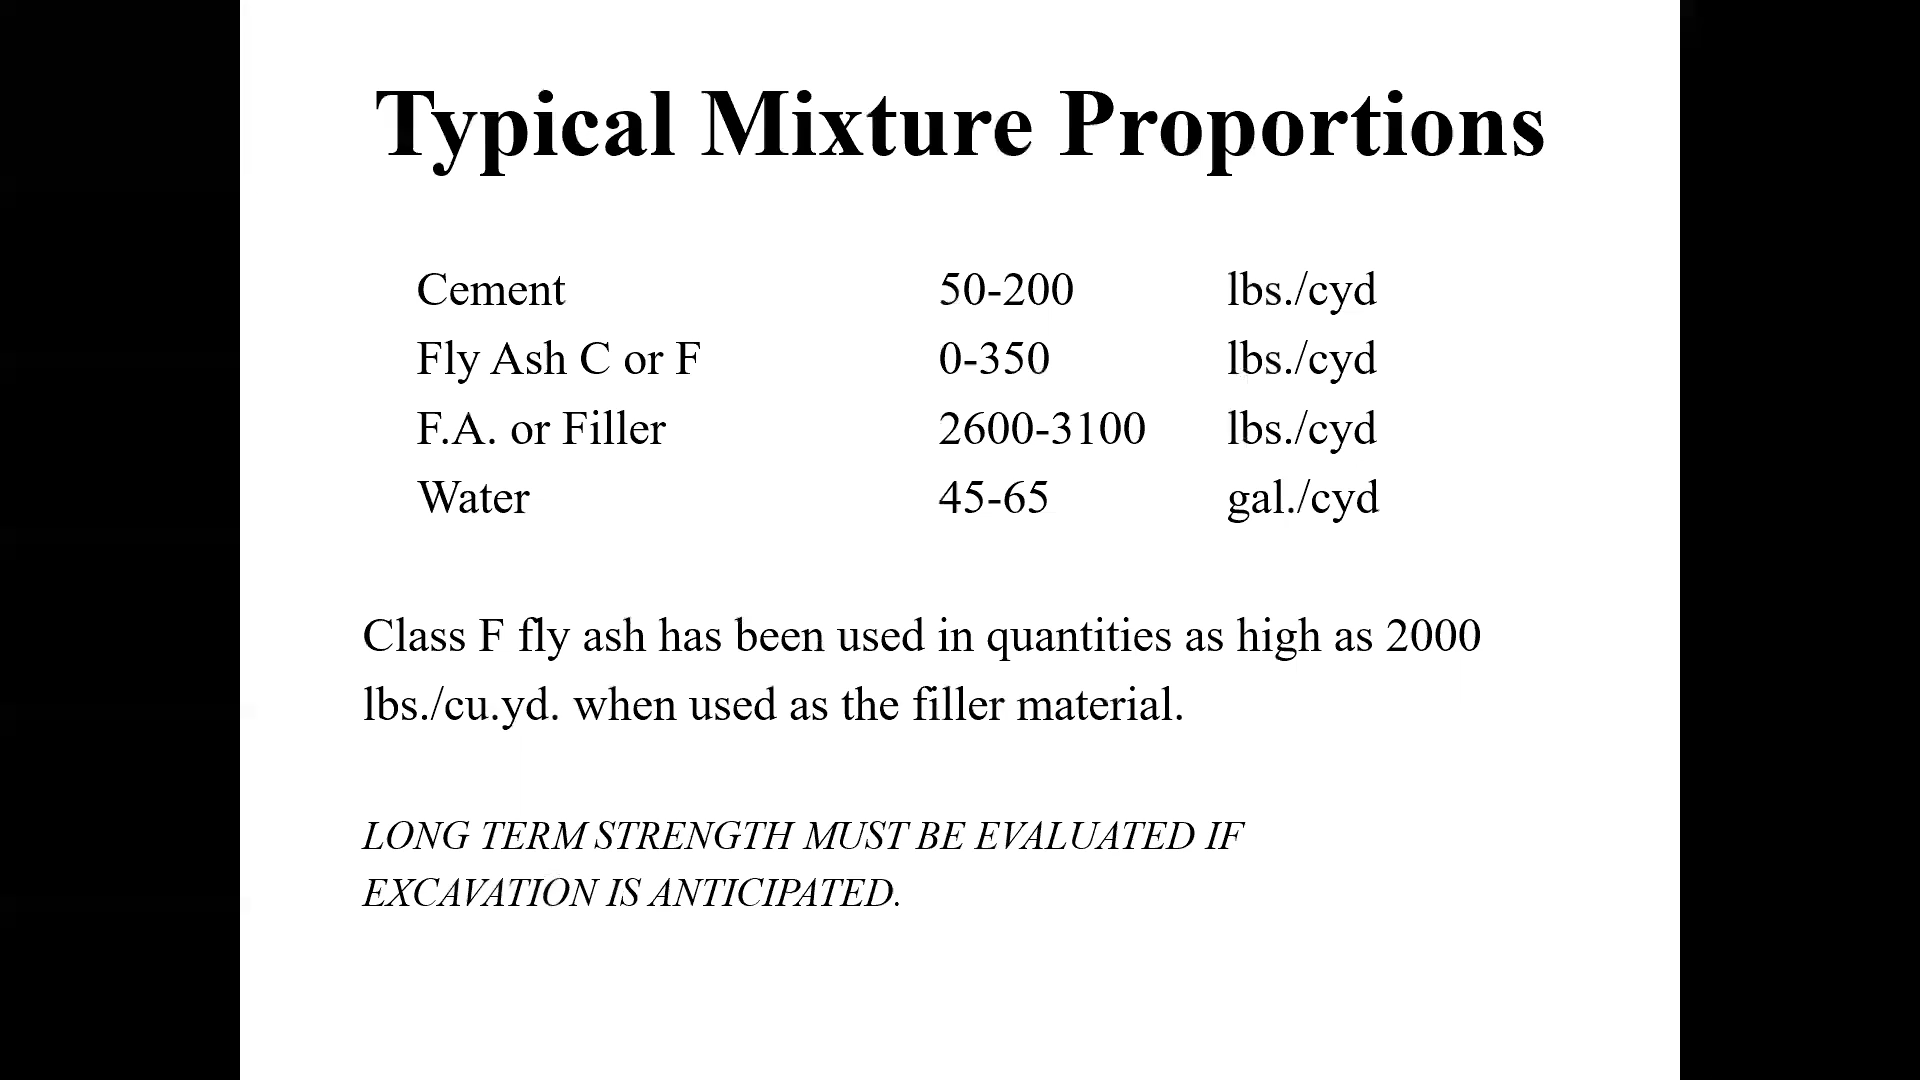 Typical Mixture Proportions
Cement 50-200 lbs./cyd
Fly Ash C or F 0-350 lbs./cyd
F.A. or Filler 2600-3100 lbs./cyd
Water 45-65 gal./cyd
Class F fly ash has been used in quantities as high as 2000
lbs./cu.yd. when used as the filler material.
LONG TERM STRENGTH MUST BE EVALUATED IF
EXCAVATION IS ANTICIPATED.